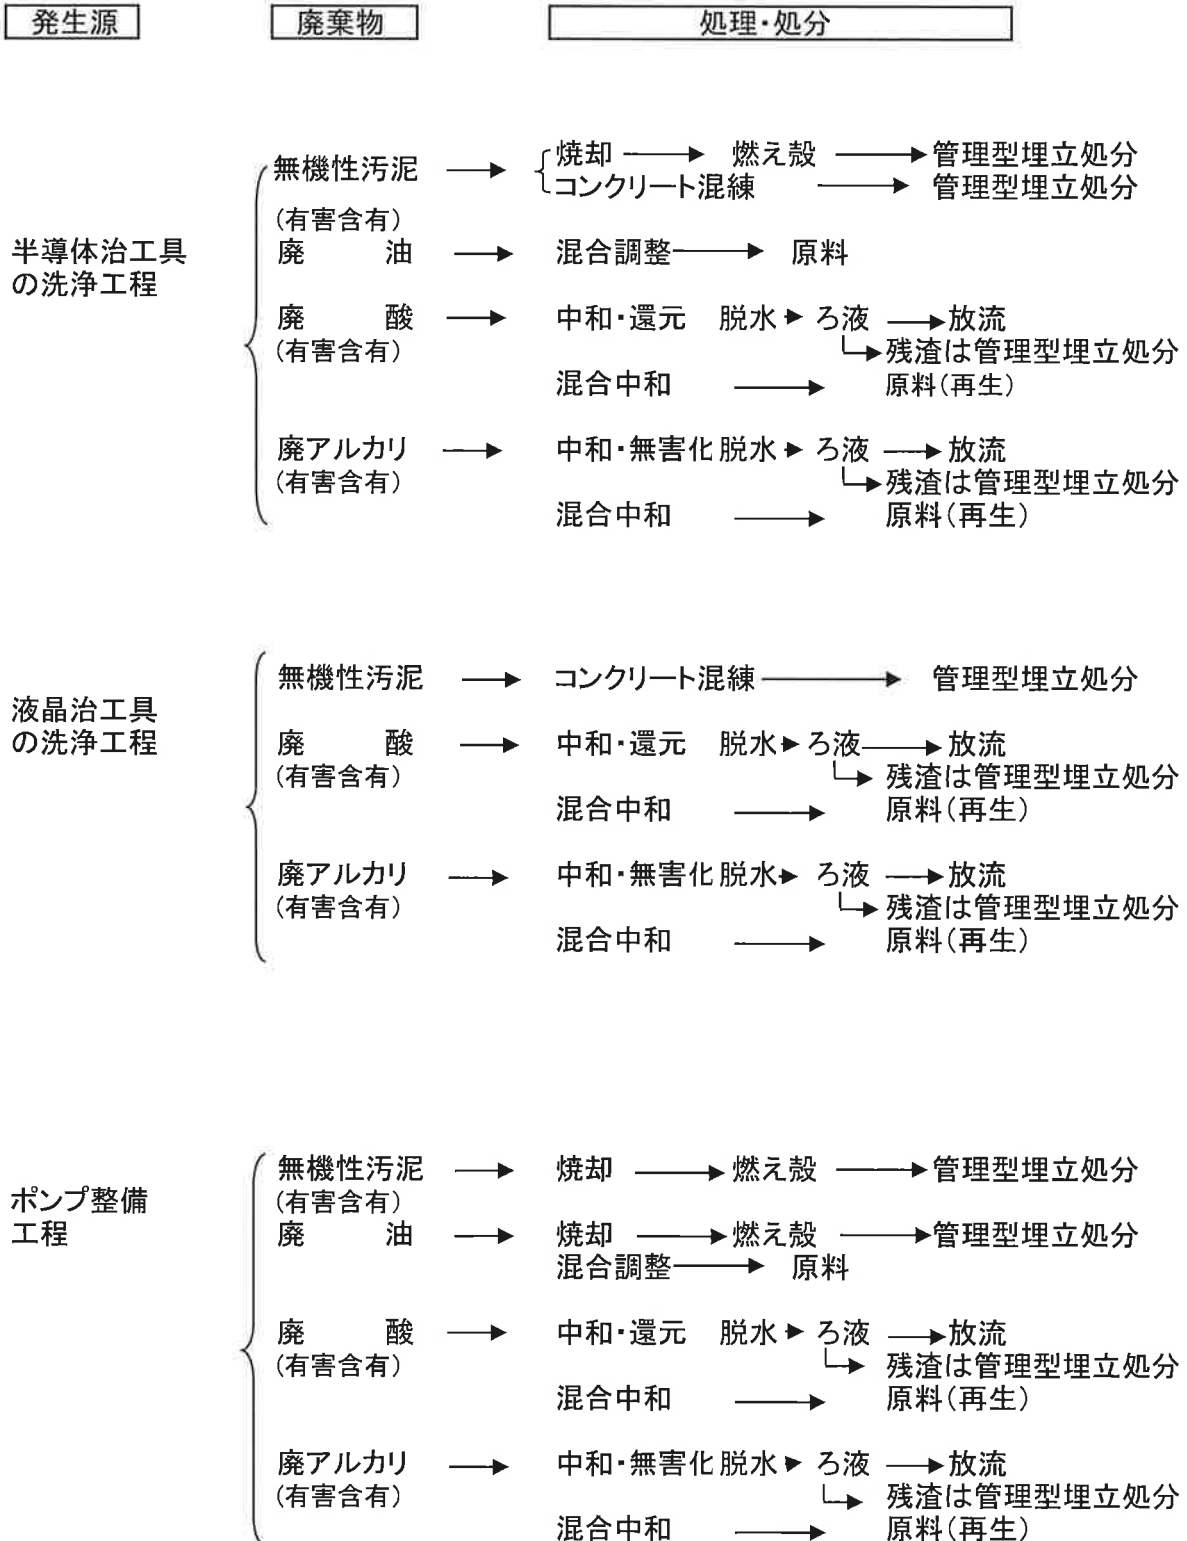 発生源 廃棄物 処理・処分
無機性汚泥 → 焼却 → 燃え殻 → 管理型埋立処分
コンクリート混練 → 管理型埋立処分
(有害含有)
半導体治工具 廃 油 → 混合調整 → 原料
の洗浄工程
廃 酸 → 中和・還元 脱水 → ろ液 → 放流
(有害含有) 残渣は管理型埋立処分
混合中和 → 原料(再生)
廃アルカリ → 中和・無害化 脱水 → ろ液 → 放流
(有害含有) 残渣は管理型埋立処分
混合中和 → 原料(再生)
無機性汚泥 → コンクリート混練 → 管理型埋立処分
液晶治工具
の洗浄工程 廃 酸 → 中和・還元 脱水 → ろ液 → 放流
(有害含有) 残渣は管理型埋立処分
混合中和 → 原料(再生)
廃アルカリ → 中和・無害化 脱水 → ろ液 → 放流
(有害含有) 残渣は管理型埋立処分
混合中和 → 原料(再生)
無機性汚泥 → 焼却 → 燃え殻 → 管理型埋立処分
ポンプ整備 (有害含有)
工程 廃 油 → 焼却 → 燃え殻 → 管理型埋立処分
混合調整 → 原料
廃 酸 → 中和・還元 脱水 → ろ液 → 放流
(有害含有) 残渣は管理型埋立処分
混合中和 → 原料(再生)
廃アルカリ → 中和・無害化 脱水 → ろ液 → 放流
(有害含有) 残渣は管理型埋立処分
混合中和 → 原料(再生)